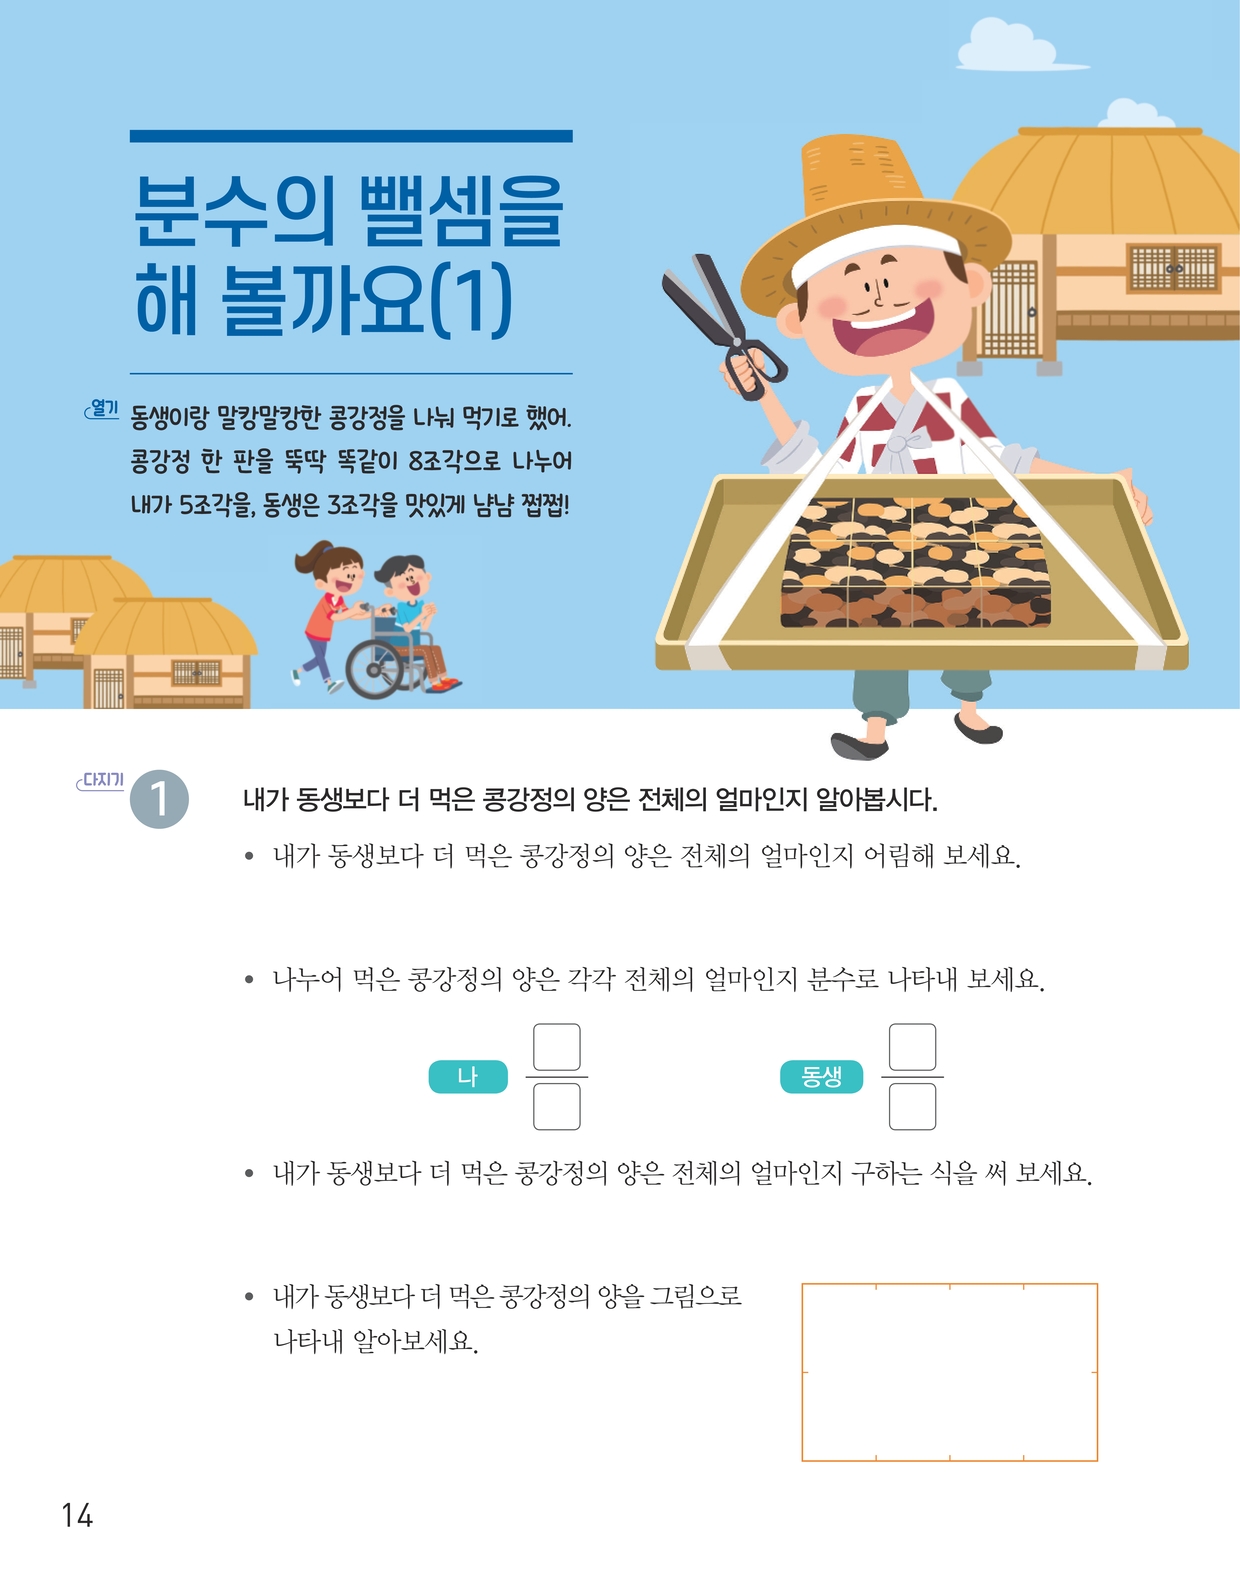 분수의 뺄셈을
해 볼까요(1)
열기
동생이랑 말캉말캉한 콩강정을 나눠 먹기로 했어.
콩강정 한 판을 뚝딱 똑같이 8조각으로 나누어
내가 5조각을, 동생은 3조각을 맛있게 냠냠 쩝쩝!
다지기
1
내가 동생보다 더 먹은 콩강정의 양은 전체의 얼마인지 알아봅시다.
• 내가 동생보다 더 먹은 콩강정의 양은 전체의 얼마인지 어림해 보세요.
• 나누어 먹은 콩강정의 양은 각각 전체의 얼마인지 분수로 나타내 보세요.
나
동생
• 내가 동생보다 더 먹은 콩강정의 양은 전체의 얼마인지 구하는 식을 써 보세요.
• 내가 동생보다 더 먹은 콩강정의 양을 그림으로
나타내 알아보세요.
14